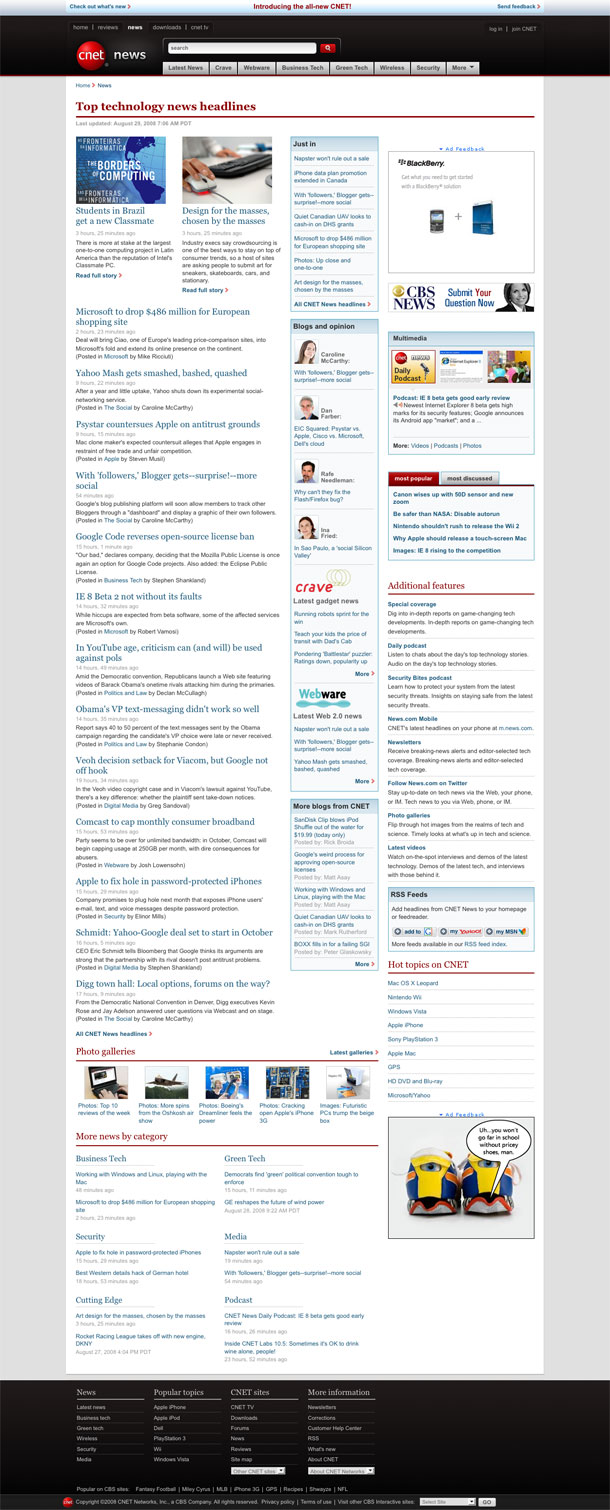 Check out what's new
Introducing the all-new CNET!
Send feedback
home | reviews news downloads | cnet tv
log in | join CNET
cnet news
search
Latest News Crave Webware Business Tech Green Tech Wireless Security More
Home > News
Top technology news headlines
Last updated: August 29, 2008 7:06 AM PDT
AS FRONTEIRAS DA INFORMÁTICA
THE BORDERS OF COMPUTING
LAS FRONTERAS DE LA INFORMATICA
Students in Brazil
get a new Classmate
3 hours, 25 minutes ago
There is more at stake at the largest
one-to-one computing project in Latin
America than the reputation of Intel's
Classmate PC.
Read full story
Design for the masses,
chosen by the masses
3 hours, 25 minutes ago
Industry execs say crowdsourcing is
one of the best ways to stay on top of
consumer trends, so a host of sites
are asking people to submit art for
sneakers, skateboards, cars, and
stationary.
Read full story
Microsoft to drop $486 million for European
shopping site
2 hours, 23 minutes ago
Deal will bring Ciao, one of Europe's leading price-comparison sites, into
Microsoft's fold and extend its online presence on the continent.
(Posted in Microsoft by Mike Ricciuti)
Yahoo Mash gets smashed, bashed, quashed
9 hours, 22 minutes ago
After a year and little uptake, Yahoo shuts down its experimental social-
networking service.
(Posted in The Social by Caroline McCarthy)
Psystar countersues Apple on antitrust grounds
9 hours, 15 minutes ago
Mac clone maker's expected countersuit alleges that Apple engages in
restraint of free trade and unfair competition.
(Posted in Apple by Steven Musil)
With 'followers,' Blogger gets--surprise!--more
social
54 minutes ago
Google's blog publishing platform will soon allow members to track other
Bloggers through a "dashboard" and display a graphic of their own followers.
(Posted in The Social by Caroline McCarthy)
Google Code reverses open-source license ban
15 hours, 1 minute ago
"Our bad," declares company, deciding that the Mozilla Public License is once
again an option for Google Code projects. Also added: the Eclipse Public
License.
(Posted in Business Tech by Stephen Shankland)
IE 8 Beta 2 not without its faults
14 hours, 32 minutes ago
While hiccups are expected from beta software, some of the affected services
are Microsoft's own.
(Posted in Microsoft by Robert Vamosi)
In YouTube age, criticism can (and will) be used
against pols
14 hours, 49 minutes ago
Amid the Democratic convention, Republicans launch a Web site featuring
videos of Barack Obama's onetime rivals attacking him during the primaries.
(Posted in Politics and Law by Declan McCullagh)
Obama's VP text-messaging didn't work so well
14 hours, 35 minutes ago
Report says 40 to 50 percent of the text messages sent by the Obama
campaign regarding the candidate's VP choice were late or never received.
(Posted in Politics and Law by Stephanie Condon)
Veoh decision setback for Viacom, but Google not
off hook
19 hours, 34 minutes ago
In the Veoh video copyright case and in Viacom's lawsuit against YouTube,
there's a key difference: whether the plaintiff sent take-down notices.
(Posted in Digital Media by Greg Sandoval)
Comcast to cap monthly consumer broadband
15 hours, 53 minutes ago
Party seems to be over for unlimited bandwidth: in October, Comcast will
begin capping usage at 250GB per month, with dire consequences for
abusers.
(Posted in Webware by Josh Lowensohn)
Apple to fix hole in password-protected iPhones
15 hours, 29 minutes ago
Company promises to plug hole next month that exposes iPhone users'
e-mail, text, and voice messages despite password protection.
(Posted in Security by Elinor Mills)
Schmidt: Yahoo-Google deal set to start in October
16 hours, 5 minutes ago
CEO Eric Schmidt tells Bloomberg that Google thinks its arguments are
strong that the partnership with its rival doesn't post antitrust problems.
(Posted in Digital Media by Stephen Shankland)
Digg town hall: Local options, forums on the way?
17 hours, 9 minutes ago
From the Democratic National Convention in Denver, Digg executives Kevin
Rose and Jay Adelson answered user questions via Webcast and on stage.
(Posted in The Social by Caroline McCarthy)
All CNET News headlines
Just in
Napster won't rule out a sale
iPhone data plan promotion
extended in Canada
With 'followers,' Blogger gets--
surprise!--more social
Quiet Canadian UAV looks to
cash-in on DHS grants
Microsoft to drop $486 million
for European shopping site
Photos: Up close and
one-to-one
Art design for the masses,
chosen by the masses
All CNET News headlines
Blogs and opinion
Caroline
McCarthy:
With 'followers,' Blogger gets--
surprise!--more social
Dan
Farber:
EIC Squared: Psystar vs.
Apple, Cisco vs. Microsoft,
Dell's cloud
Rafe
Needleman:
Why can't they fix the
Flash/Firefox bug?
Ina
Fried:
In Sao Paulo, a 'social Silicon
Valley'
crave
Latest gadget news
Running robots sprint for the
win
Teach your kids the price of
transit with Dad's Cab
Pondering 'Battlestar' puzzler:
Ratings down, popularity up
More
Webware
Latest Web 2.0 news
Napster won't rule out a sale
With 'followers,' Blogger gets--
surprise!--more social
Yahoo Mash gets smashed,
bashed, quashed
More
More blogs from CNET
SanDisk Clip blows iPod
Shuffle out of the water for
$19.99 (today only)
Posted by: Rick Broida
Google's weird process for
approving open-source
licenses
Posted by: Matt Asay
Working with Windows and
Linux, playing with the Mac
Posted by: Matt Asay
Quiet Canadian UAV looks to
cash-in on DHS grants
Posted by: Mark Rutherford
BOXX fills in for a failing SGI
Posted by: Peter Glaskowsky
More
Ad Feedback
BlackBerry.
Get what you need to get started
with a BlackBerry® solution
+
CBS NEWS
Submit Your
Question Now
Multimedia
cnet news
Daily
Podcast
Podcast: IE 8 beta gets good early review
Newest Internet Explorer 8 beta gets high
marks for its security features; Google announces
its Android app "market"; and a ...
More: Videos | Podcasts | Photos
most popular most discussed
Canon wises up with 50D sensor and new
zoom
Be safer than NASA: Disable autorun
Nintendo shouldn't rush to release the Wii 2
Why Apple should release a touch-screen Mac
Images: IE 8 rising to the competition
Additional features
Special coverage
Dig into in-depth reports on game-changing tech
developments. In-depth reports on game-changing tech
developments.
Daily podcast
Listen to chats about the day's top technology stories.
Audio on the day's top technology stories.
Security Bites podcast
Learn how to protect your system from the latest
security threats. Insights on staying safe from the latest
security threats.
News.com Mobile
CNET's latest headlines on your phone at m.news.com.
Newsletters
Receive breaking-news alerts and editor-selected tech
coverage. Breaking-news alerts and editor-selected
tech coverage.
Follow News.com on Twitter
Stay up-to-date on tech news via the Web, your phone,
or IM. Tech news to you via Web, phone, or IM.
Photo galleries
Flip through hot images from the realms of tech and
science. Timely looks at what's up in tech and science.
Latest videos
Watch on-the-spot interviews and demos of the latest
technology. Demos of the latest tech, and interviews
with those behind it.
RSS Feeds
Add headlines from CNET News to your homepage
or feedreader.
add to my YAHOO! my MSN
More feeds available in our RSS feed index.
Hot topics on CNET
Mac OS X Leopard
Nintendo Wii
Windows Vista
Apple iPhone
Sony PlayStation 3
Apple Mac
GPS
HD DVD and Blu-ray
Microsoft/Yahoo
Ad Feedback
Uh...you won't
go far in school
without pricey
shoes, man.
Photo galleries
Latest galleries
Photos: Top 10
reviews of the week
Photos: More spins
from the Oshkosh air
show
Photos: Boeing's
Dreamliner feels the
power
Photos: Cracking
open Apple's iPhone
3G
Images: Futuristic
PCs trump the beige
box
More news by category
Business Tech
Working with Windows and Linux, playing with the
Mac
46 minutes ago
Microsoft to drop $486 million for European shopping
site
2 hours, 23 minutes ago
Green Tech
Democrats find 'green' political convention tough to
enforce
15 hours, 11 minutes ago
GE reshapes the future of wind power
August 28, 2008 9:22 AM PDT
Security
Apple to fix hole in password-protected iPhones
15 hours, 29 minutes ago
Best Western details hack of German hotel
16 hours, 53 minutes ago
Media
Napster won't rule out a sale
19 minutes ago
With 'followers,' Blogger gets--surprise!--more social
54 minutes ago
Cutting Edge
Art design for the masses, chosen by the masses
3 hours, 25 minutes ago
Rocket Racing League takes off with new engine,
DKNY
August 27, 2008 4:04 PM PDT
Podcast
CNET News Daily Podcast: IE 8 beta gets good early
review
16 hours, 26 minutes ago
Inside CNET Labs 10.5: Sometimes it's OK to drink
wine alone, people!
23 hours, 52 minutes ago
News
Latest news
Business tech
Green tech
Wireless
Security
Media
Popular topics
Apple iPhone
Apple iPod
Dell
PlayStation 3
Wii
Windows Vista
CNET sites
CNET TV
Downloads
Forums
News
Reviews
Site map
Other CNET sites
More information
Newsletters
Corrections
Customer Help Center
RSS
What's new
About CNET
About CNET Networks
Popular on CBS sites: Fantasy Football | Miley Cyrus | MLB | iPhone 3G | GPS | Recipes | Shwayze | NFL
cnet Copyright ©2008 CNET Networks, Inc., a CBS Company. All rights reserved. Privacy policy | Terms of use | Visit other CBS Interactive sites: Select Site GO